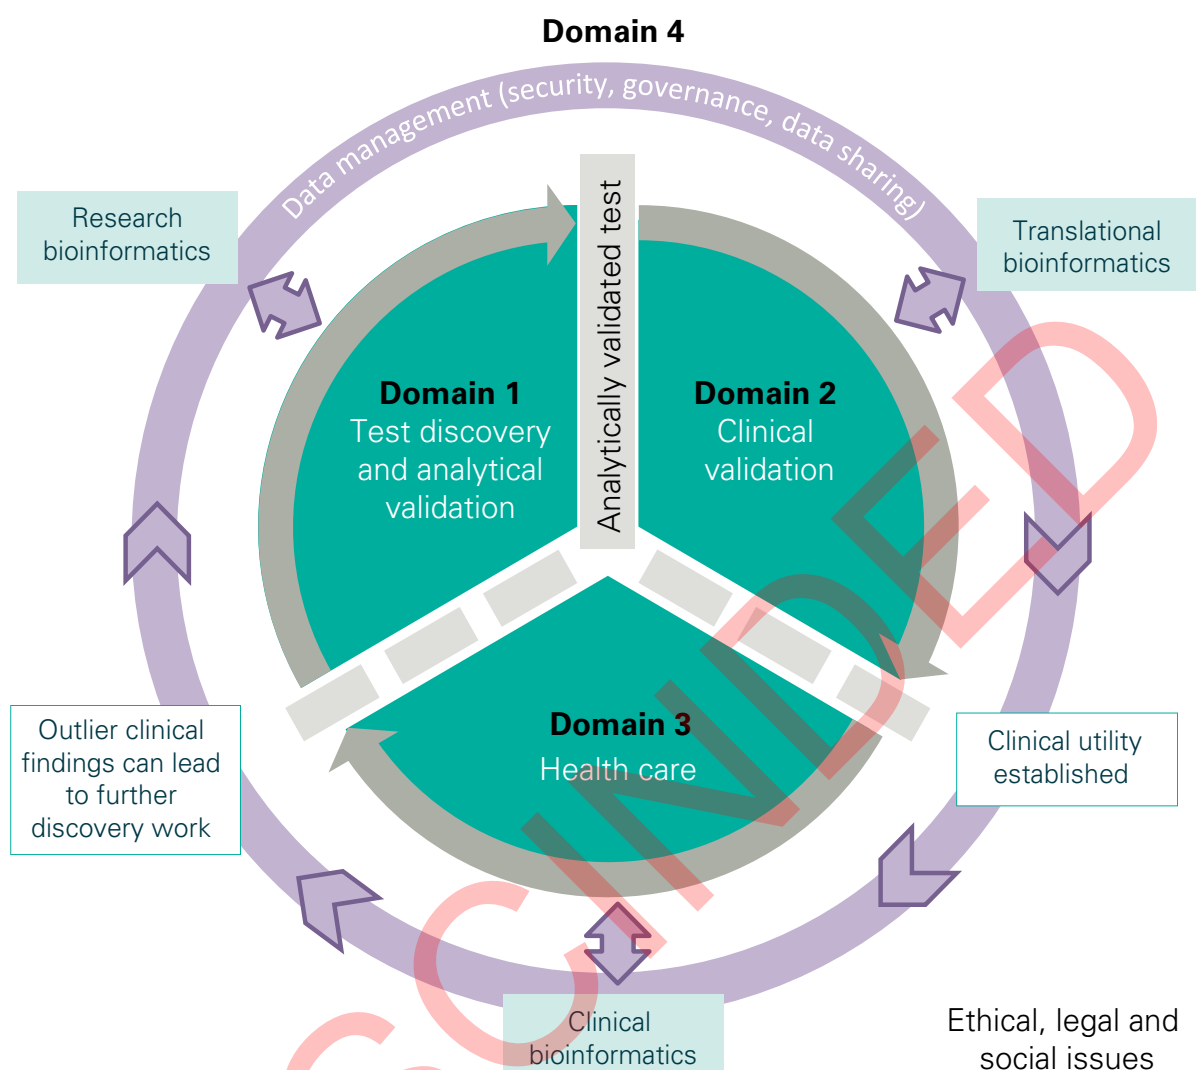 Domain 4
Data management (security, governance, data sharing)
Research
bioinformatics
Translational
bioinformatics
Analytically validated test
Domain 1
Test discovery
and analytical
validation
Domain 2
Clinical
validation
Domain 3
Health care
Outlier clinical
findings can lead
to further
discovery work
Clinical utility
established
Clinical
bioinformatics
Ethical, legal and
social issues
CINDED